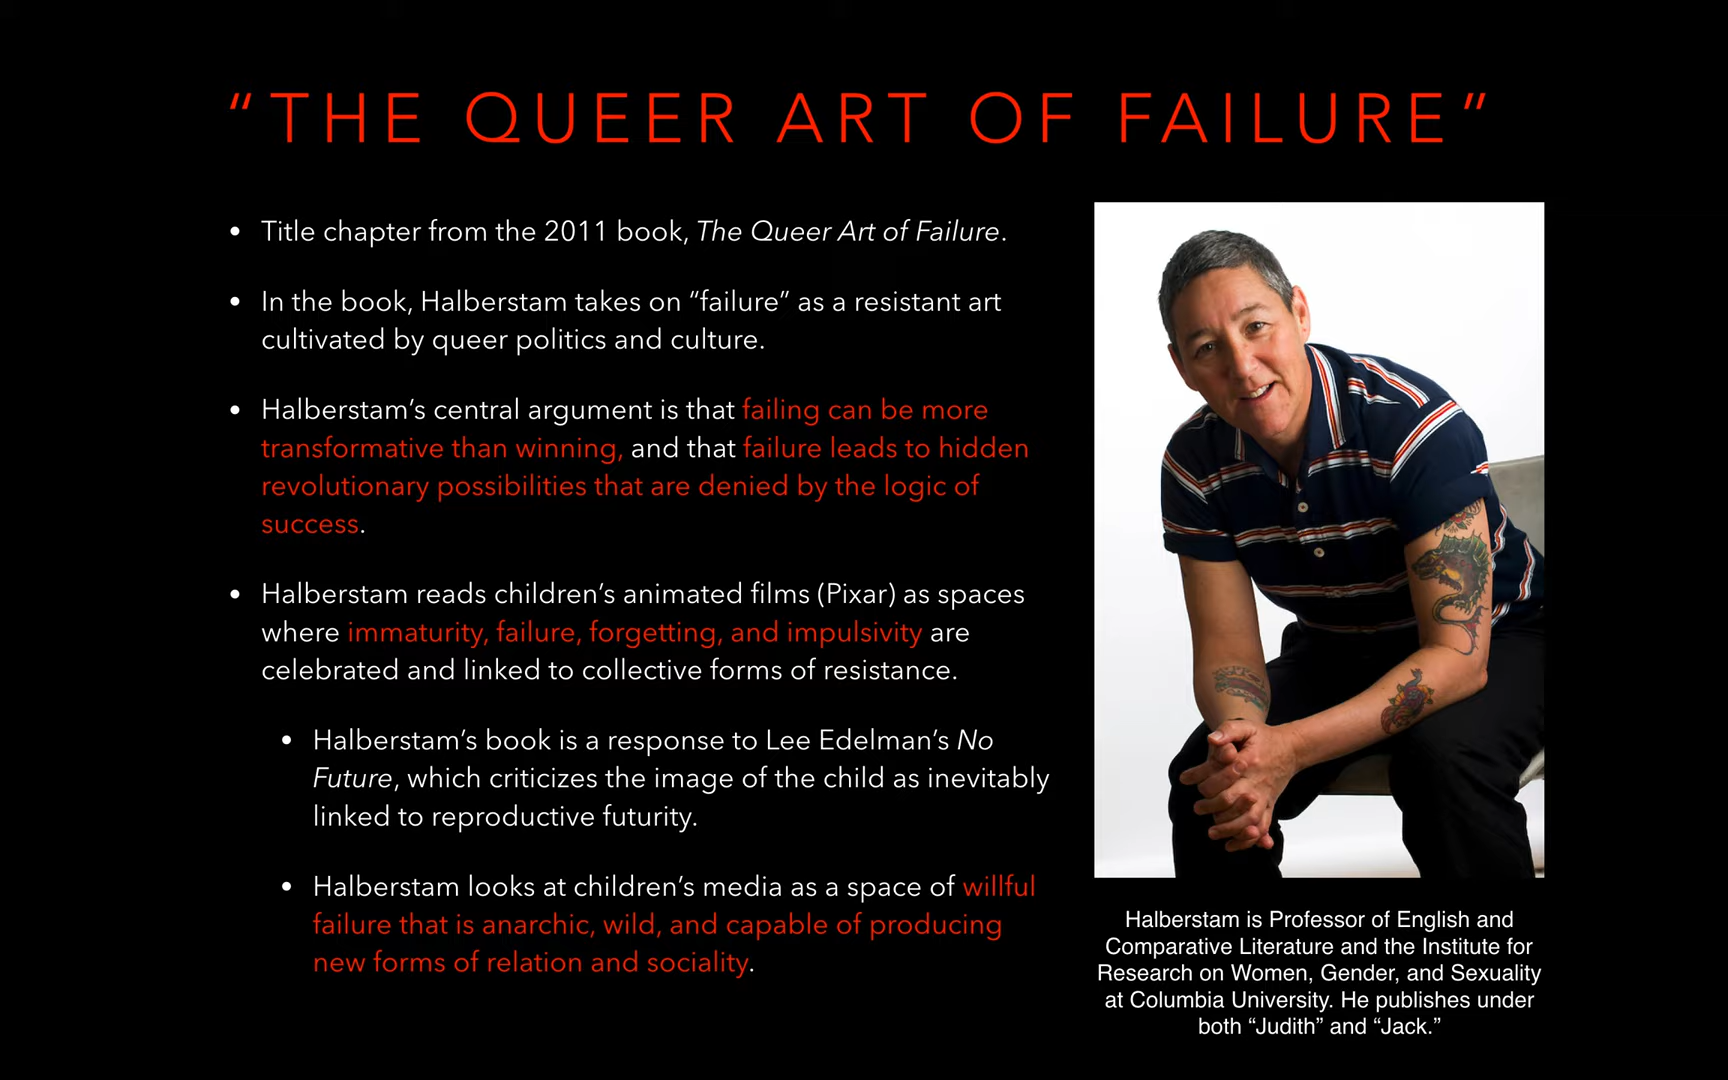 “THE QUEER ART OF FAILURE”
• Title chapter from the 2011 book, The Queer Art of Failure.
• In the book, Halberstam takes on “failure” as a resistant art
cultivated by queer politics and culture.
• Halberstam’s central argument is that failing can be more
transformative than winning, and that failure leads to hidden
revolutionary possibilities that are denied by the logic of
success.
• Halberstam reads children’s animated films (Pixar) as spaces
where immaturity, failure, forgetting, and impulsivity are
celebrated and linked to collective forms of resistance.
• Halberstam’s book is a response to Lee Edelman’s No
Future, which criticizes the image of the child as inevitably
linked to reproductive futurity.
• Halberstam looks at children’s media as a space of willful
failure that is anarchic, wild, and capable of producing
new forms of relation and sociality.
Halberstam is Professor of English and
Comparative Literature and the Institute for
Research on Women, Gender, and Sexuality
at Columbia University. He publishes under
both “Judith” and “Jack.”